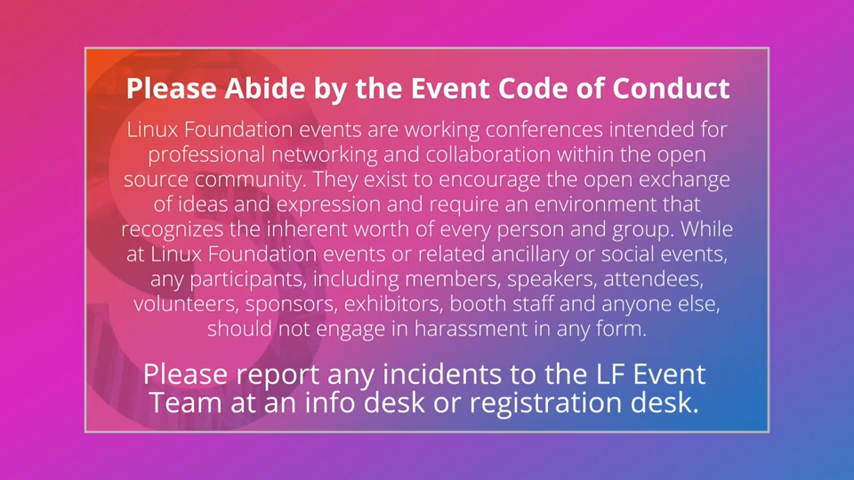 Please Abide by the Event Code of Conduct
Linux Foundation events are working conferences intended for
professional networking and collaboration within the open
source community. They exist to encourage the open exchange
of ideas and expression and require an environment that
recognizes the inherent worth of every person and group. While
at Linux Foundation events or related ancillary or social events,
any participants, including members, speakers, attendees,
volunteers, sponsors, exhibitors, booth staff and anyone else,
should not engage in harassment in any form.
Please report any incidents to the LF Event
Team at an info desk or registration desk.